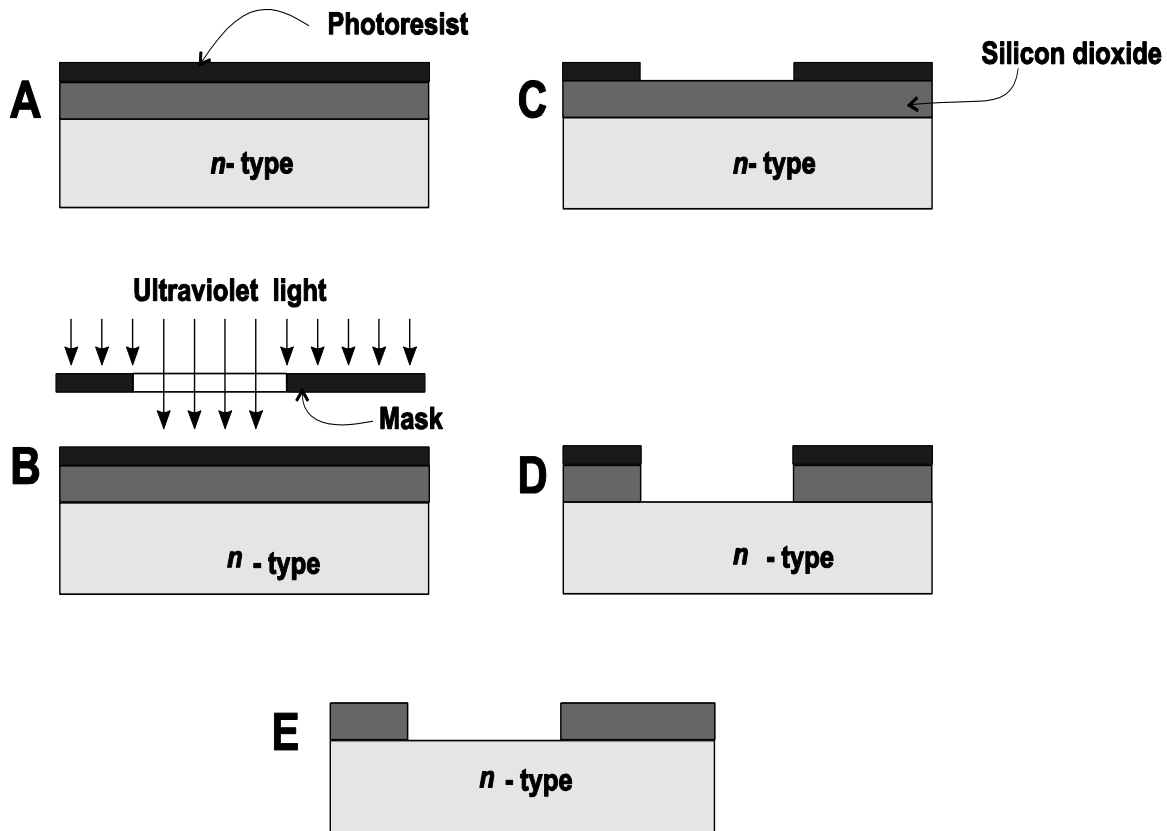 Photoresist
A
n- type
Silicon dioxide
C
n- type
Ultraviolet light
Mask
B
n - type
D
n - type
E
n - type